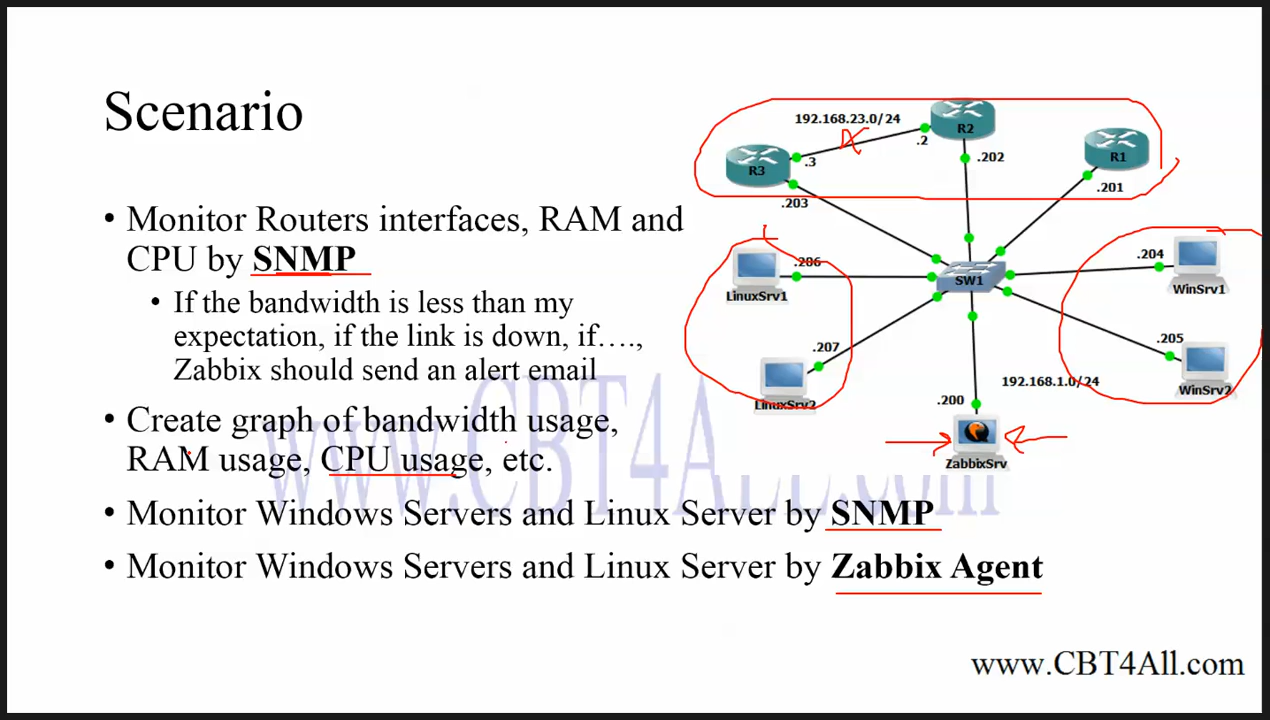 Scenario
• Monitor Routers interfaces, RAM and
CPU by SNMP
• If the bandwidth is less than my
expectation, if the link is down, if….,
Zabbix should send an alert email
• Create graph of bandwidth usage,
RAM usage, CPU usage, etc.
• Monitor Windows Servers and Linux Server by SNMP
• Monitor Windows Servers and Linux Server by Zabbix Agent
192.168.23.0/24
R2
.2
.3
R3
.202
R1
.201
.203
.206
LinuxSrv1
SW1
.204
WinSrv1
.207
LinuxSrv2
.205
WinSrv2
192.168.1.0/24
.200
ZabbixSrv
www.CBT4All.com
www.CBT4All.com